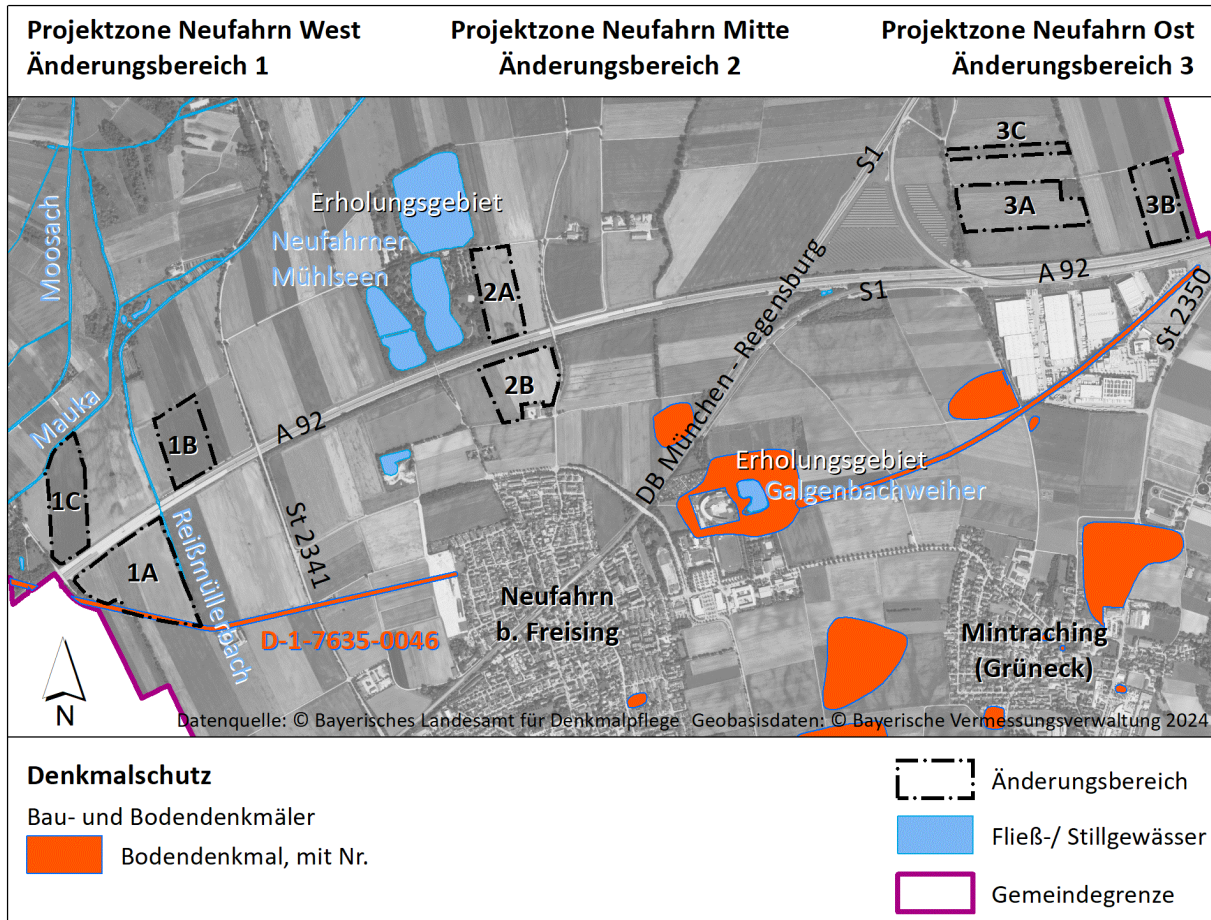 Projektzone Neufahrn West
Änderungsbereich 1
Projektzone Neufahrn Mitte
Änderungsbereich 2
Projektzone Neufahrn Ost
Änderungsbereich 3
3C
S1
Erholungsgebiet
3A
3B
Moosach
Neufahrner
Mühlseen
2A
A 92
S1
St 2350
DB München - Regensburg
2B
Mauka
1B
A 92
Erholungsgebiet
Galgenbachweiher
1C
Reißmüllerbach
St 2341
1A
Neufahrn
b. Freising
D-1-7635-0046
Mintraching
(Grüneck)
N
Datenquelle: © Bayerisches Landesamt für Denkmalpflege Geobasisdaten: © Bayerische Vermessungsverwaltung 2024
Denkmalschutz
Bau- und Bodendenkmäler
Bodendenkmal, mit Nr.
Änderungsbereich
Fließ-/ Stillgewässer
Gemeindegrenze